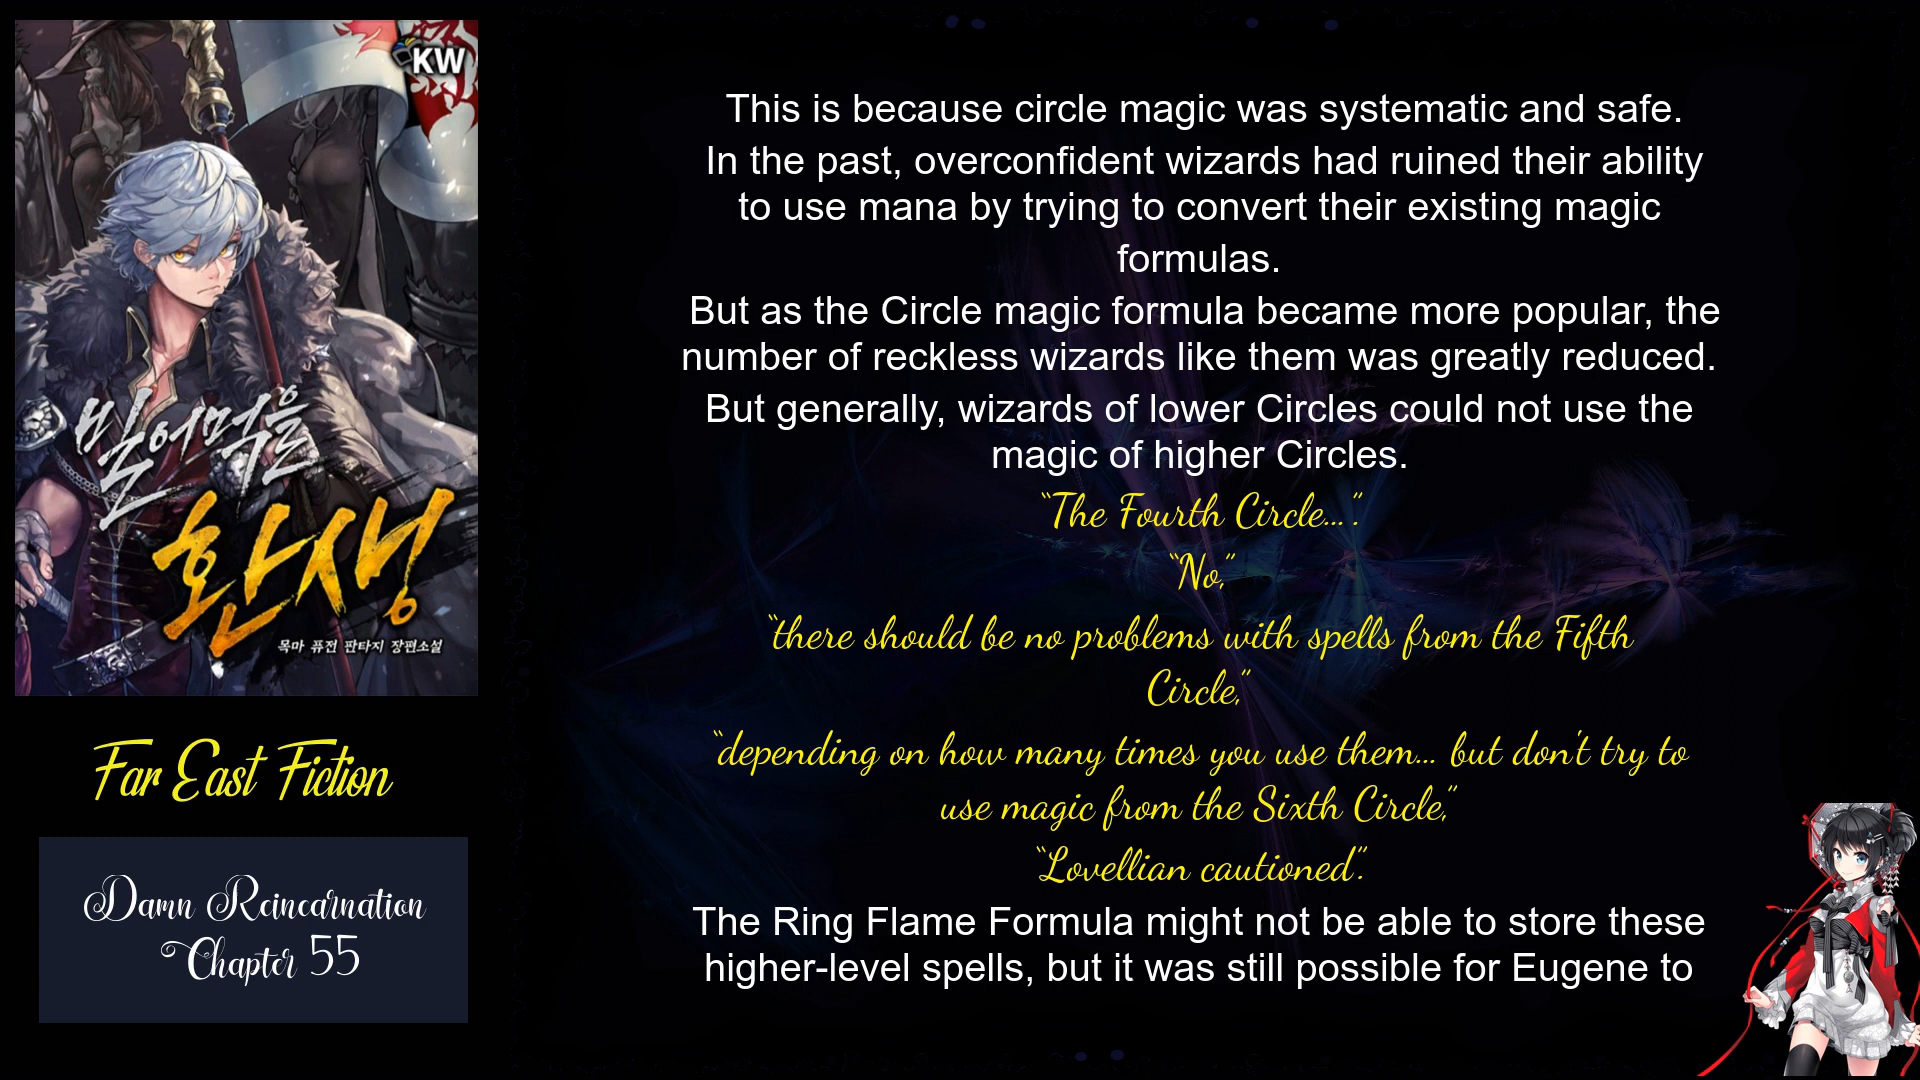 KW
빌어먹을
환생
목마 퓨전 판타지 장편소설
Far East Fiction
Damn Reincarnation
Chapter 55
This is because circle magic was systematic and safe.
In the past, overconfident wizards had ruined their ability
to use mana by trying to convert their existing magic
formulas.
But as the Circle magic formula became more popular, the
number of reckless wizards like them was greatly reduced.
But generally, wizards of lower Circles could not use the
magic of higher Circles.
“The Fourth Circle…”.
“No,”
“there should be no problems with spells from the Fifth
Circle,”
“depending on how many times you use them… but don't try to
use magic from the Sixth Circle,”
“Lovellian cautioned”.
The Ring Flame Formula might not be able to store these
higher-level spells, but it was still possible for Eugene to